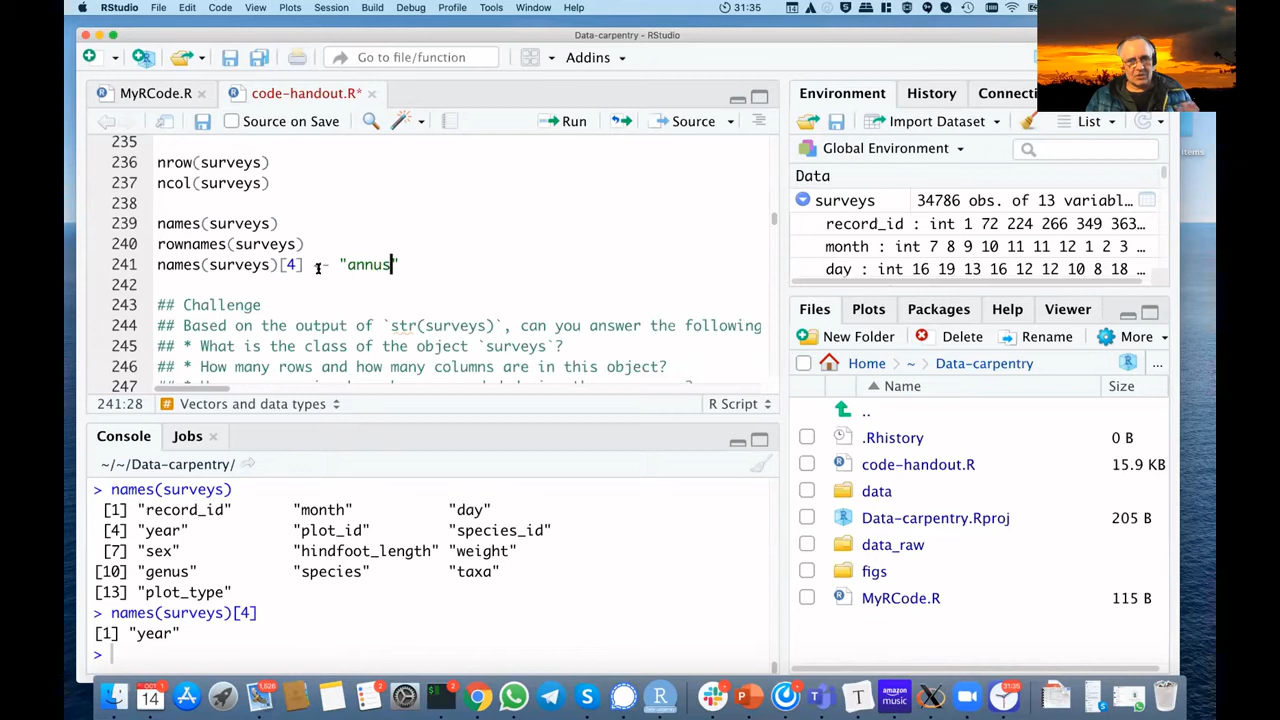 RStudio File Edit Code View Plots Session Build Debug Profile Tools Window Help 31:35
Data-carpentry - RStudio
Go to file/function Addins
MyRCode.R code-handout.R*
Source on Save Run Source
235
236 nrow(surveys)
237 ncol(surveys)
238
239 names(surveys)
240 rownames(surveys)
241 names(surveys)[4] <- "annus"
242
243 ## Challenge
244 ## Based on the output of `str(surveys)`, can you answer the following
245 ## * What is the class of the object `surveys`?
246 ## * How many rows and how many columns are in this object?
247
241:28 Vectors and data types R Script
Console Jobs
~/~/Data-carpentry/
> names(surveys)
[1] "record_id" "month" "day"
[4] "year"
[7] "sex"
[10]
[13] "plot_type"
> names(surveys)[4]
[1] "year"
>
Environment History
Import Dataset List
Global Environment
Data
surveys 34786 obs. of 13 variabl…
record_id : int 1 72 224 266 349 363…
month : int 7 8 9 10 11 11 12 1 2 3 …
day : int 16 19 13 16 12 12 10 8 18 …
Files Plots Packages Help Viewer
New Folder Delete Rename More
Home Data-carpentry ...
Name Size
..
.Rhistory 0 B
code-handout.R 15.9 KB
data
Data-carpentry.Rproj 205 B
figs
MyRCode.R 115 B